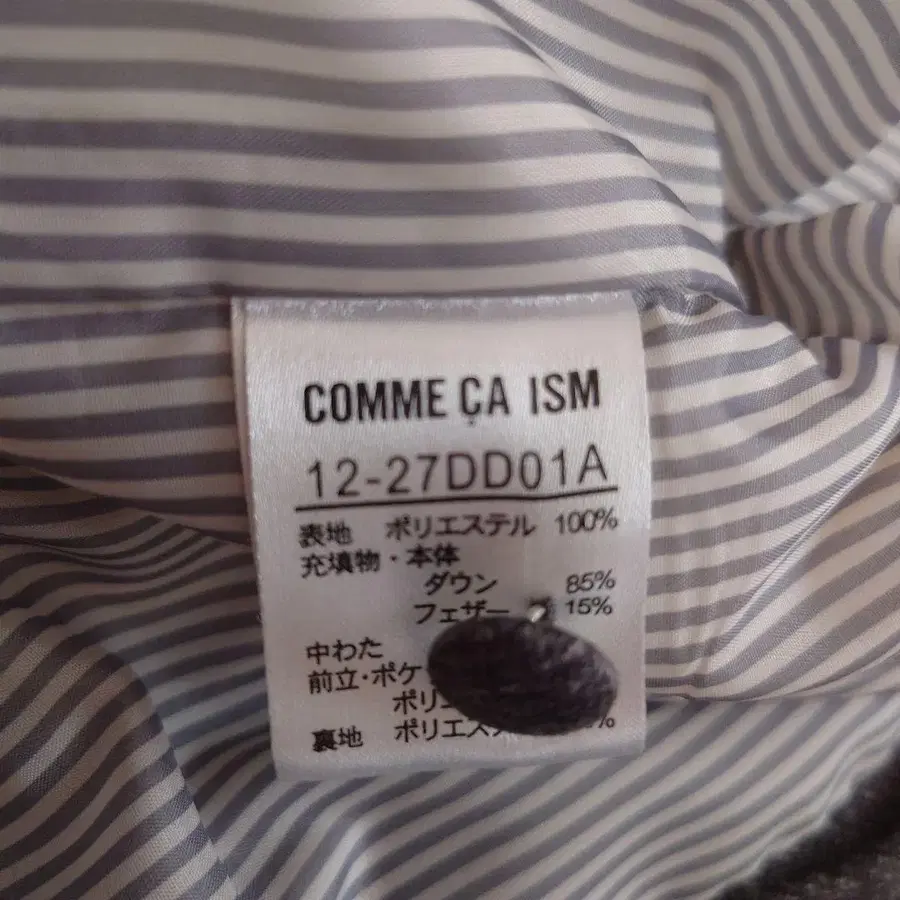 COMME ÇA ISM
12-27DD01A
表地 ポリエステル 100%
充填物・本体
ダウン 85%
フェザー 15%
中わた
前立・ポケ
ポリ
裏地 ポリエス